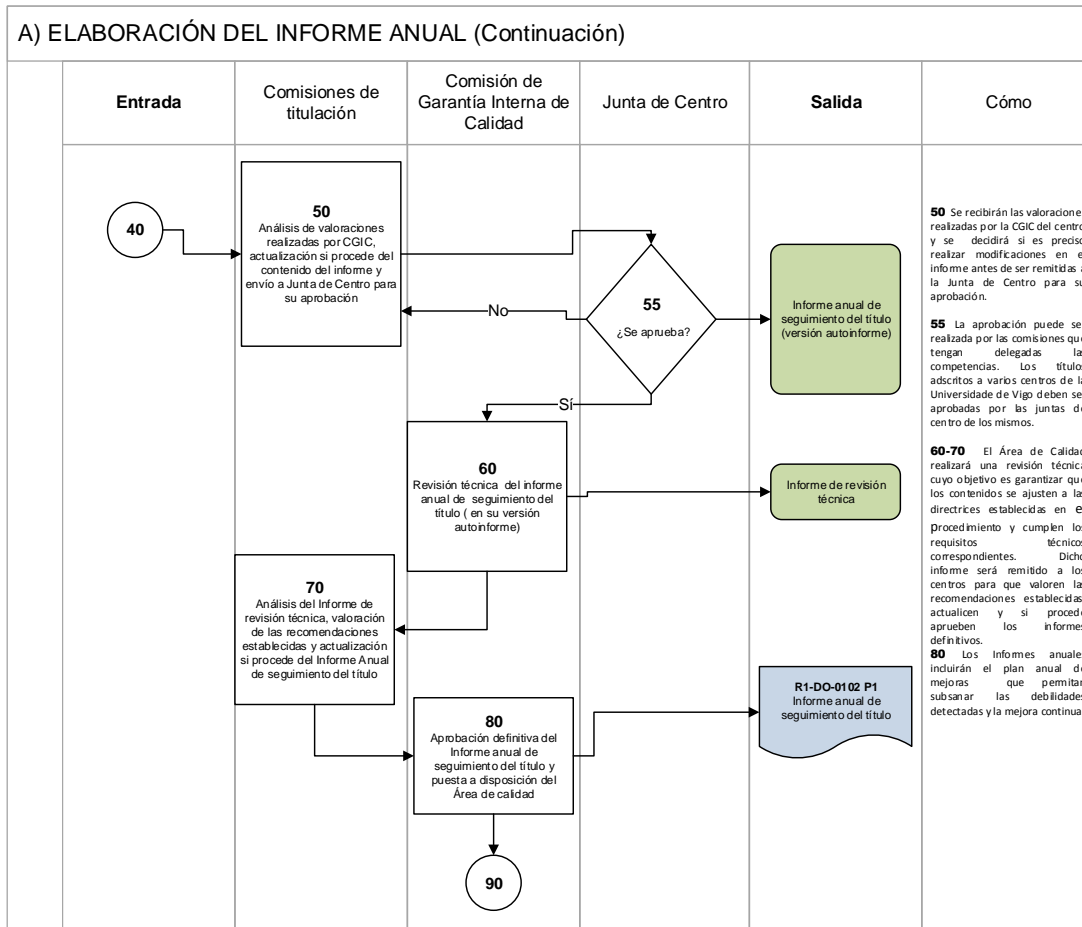 A) ELABORACIÓN DEL INFORME ANUAL (Continuación)
Entrada
Comisiones de
titulación
Comisión de
Garantía Interna de
Calidad
Junta de Centro
Salida
Cómo
40
50
Análisis de valoraciones
realizadas por CGIC,
actualización si procede del
contenido del informe y
envío a Junta de Centro para
su aprobación
55
¿Se aprueba?
No
Sí
Informe anual de
seguimiento del título
(versión autoinforme)
60
Revisión técnica del informe
anual de seguimiento del
título ( en su versión
autoinforme)
Informe de revisión
técnica
70
Análisis del Informe de
revisión técnica, valoración
de las recomendaciones
establecidas y actualización
si procede del Informe Anual
de seguimiento del título
80
Aprobación definitiva del
Informe anual de
seguimiento del título y
puesta a disposición del
Área de calidad
R1-DO-0102 P1
Informe anual de
seguimiento del título
90
50 Se recibirán las valoracione
realizadas por la CGIC del centro
y se decidirá si es preciso
realizar modificaciones en e
informe antes de ser remitidas a
la Junta de Centro para su
aprobación.
55 La aprobación puede se
realizada por las comisiones que
tengan delegadas la
competencias. Los título
adscritos a varios centros de la
Universidade de Vigo deben se
aprobadas por las juntas de
centro de los mismos.
60-70 El Área de Calidad
realizará una revisión técnica
cuyo objetivo es garantizar que
los contenidos se ajusten a la
directrices establecidas en e
procedimiento y cumplen lo
requisitos técnicos
correspondientes. Dicho
informe será remitido a lo
centros para que valoren la
recomendaciones establecidas
actualicen y si procede
aprueben los informes
definitivos.
80 Los Informes anuale
incluirán el plan anual de
mejoras que permitan
subsanar las debilidades
detectadas y la mejora continua